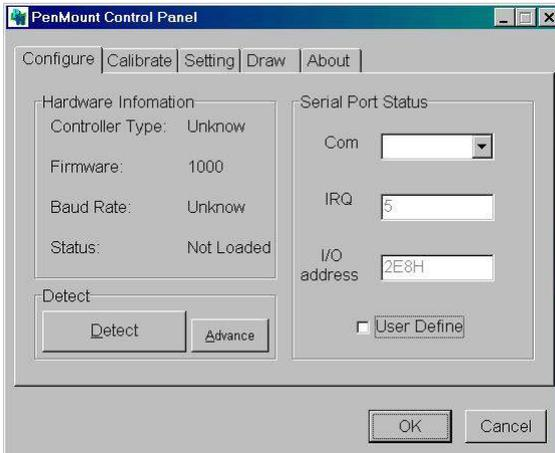 PenMount Control Panel
Configure Calibrate Setting Draw About
Hardware Infomation
Controller Type: Unknow
Firmware: 1000
Baud Rate: Unknow
Status: Not Loaded
Detect
Detect Advance
Serial Port Status
Com
IRQ 5
I/O address 2E8H
User Define
OK Cancel